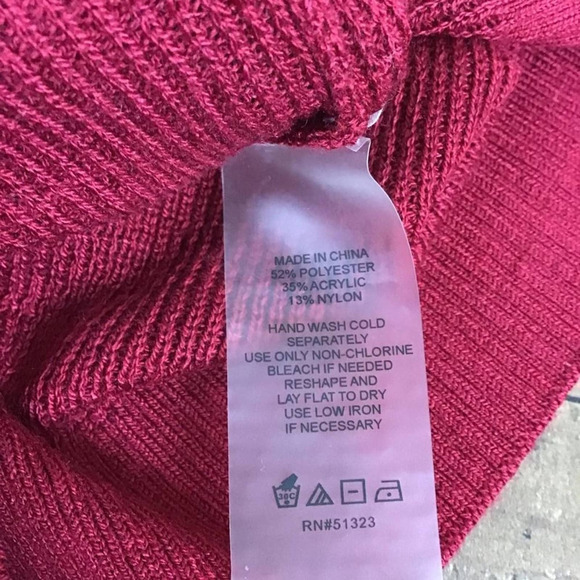 MADE IN CHINA
52% POLYESTER
35% ACRYLIC
13% NYLON
HAND WASH COLD
SEPARATELY
USE ONLY NON-CHLORINE
BLEACH IF NEEDED
RESHAPE AND
LAY FLAT TO DRY
USE LOW IRON
IF NECESSARY
30C
RN#51323